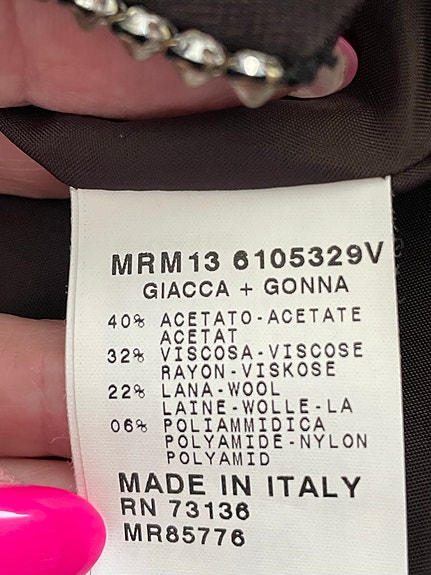 MRM13 6105329V
GIACCA + GONNA
40% ACETATO-ACETATE
ACETAT
32% VISCOSA-VISCOSE
RAYON-VISKOSE
22% LANA-WOOL
LAINE-WOLLE-LA
06% POLIAMMIDICA
POLYAMIDE-NYLON
POLYAMID
MADE IN ITALY
RN 73136
MR85776